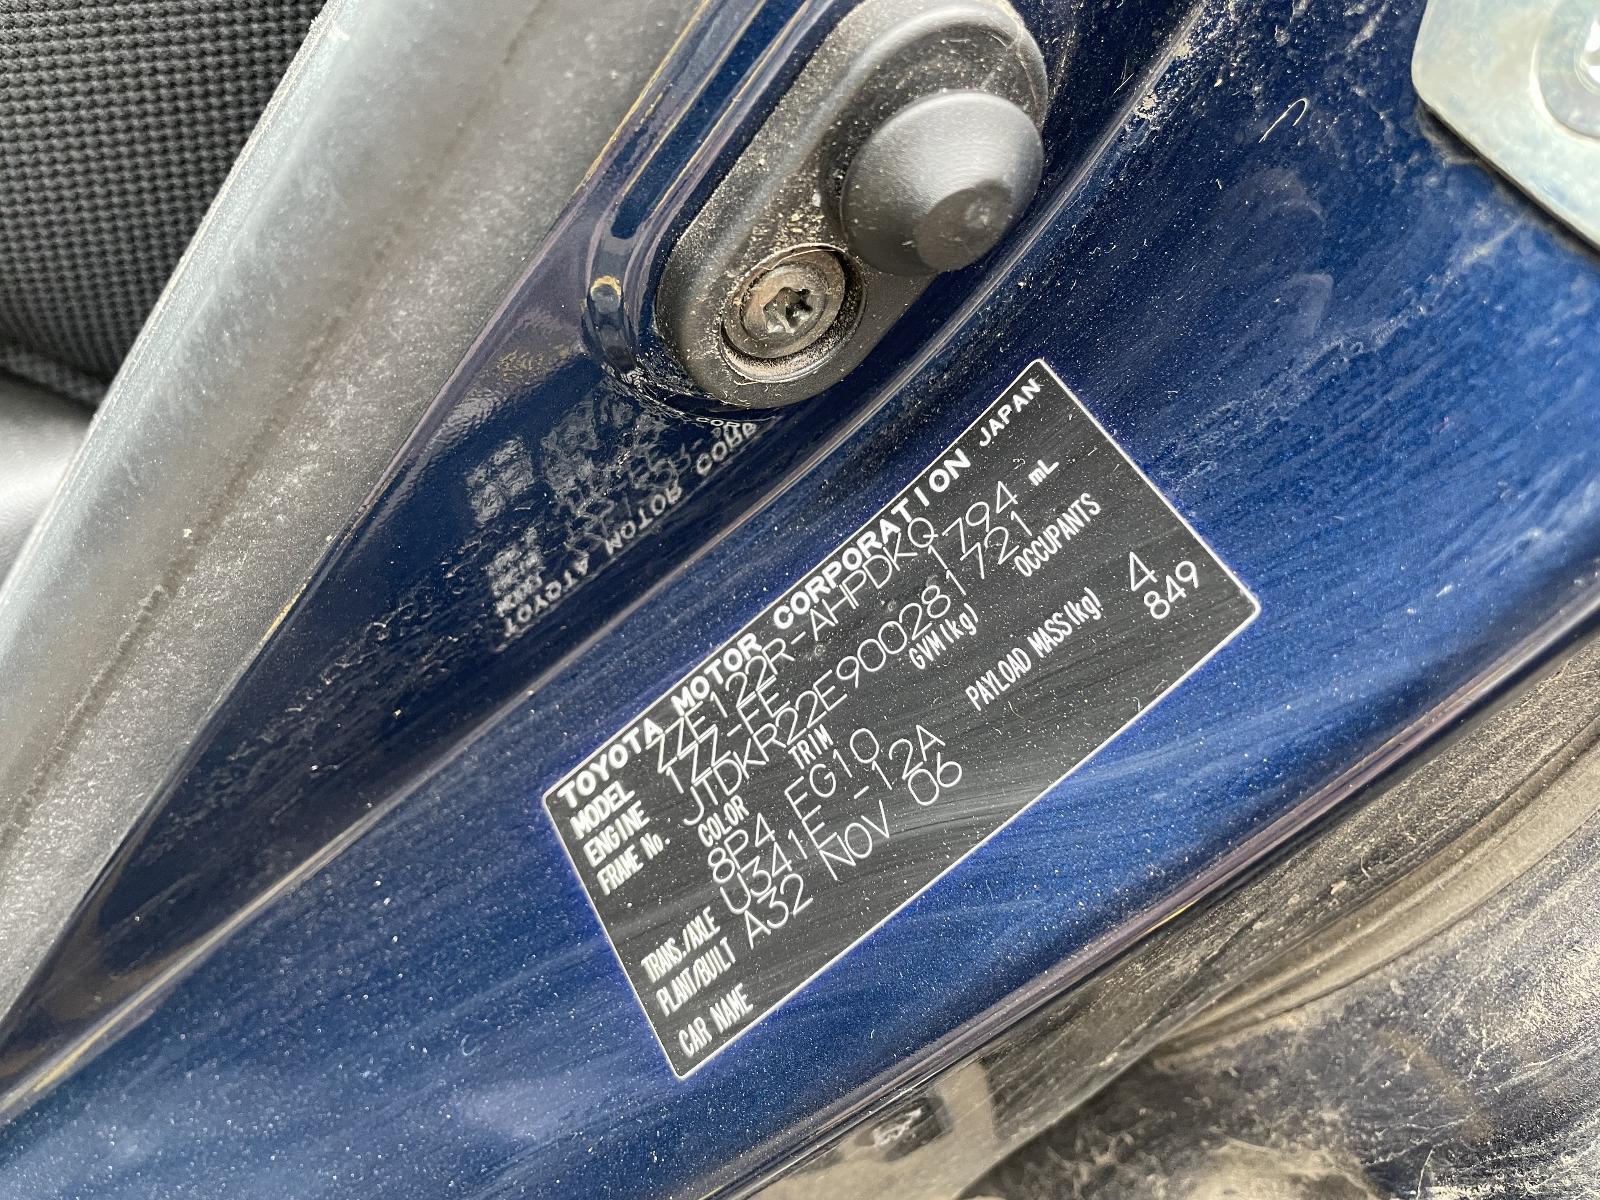 TOYOTA MOTOR CORPORATION JAPAN
MODEL ZZE122R-AHPDKQ
ENGINE 1ZZ-FE 1794 mL
FRAME No. JTDKR22E900281721
COLOR TRIM GVM(kg) OCCUPANTS
8P4 FG10 4
TRANS./AXLE U341E -12A PAYLOAD MASS(kg) 849
PLANT/BUILT A32 NOV 06
CAR NAME